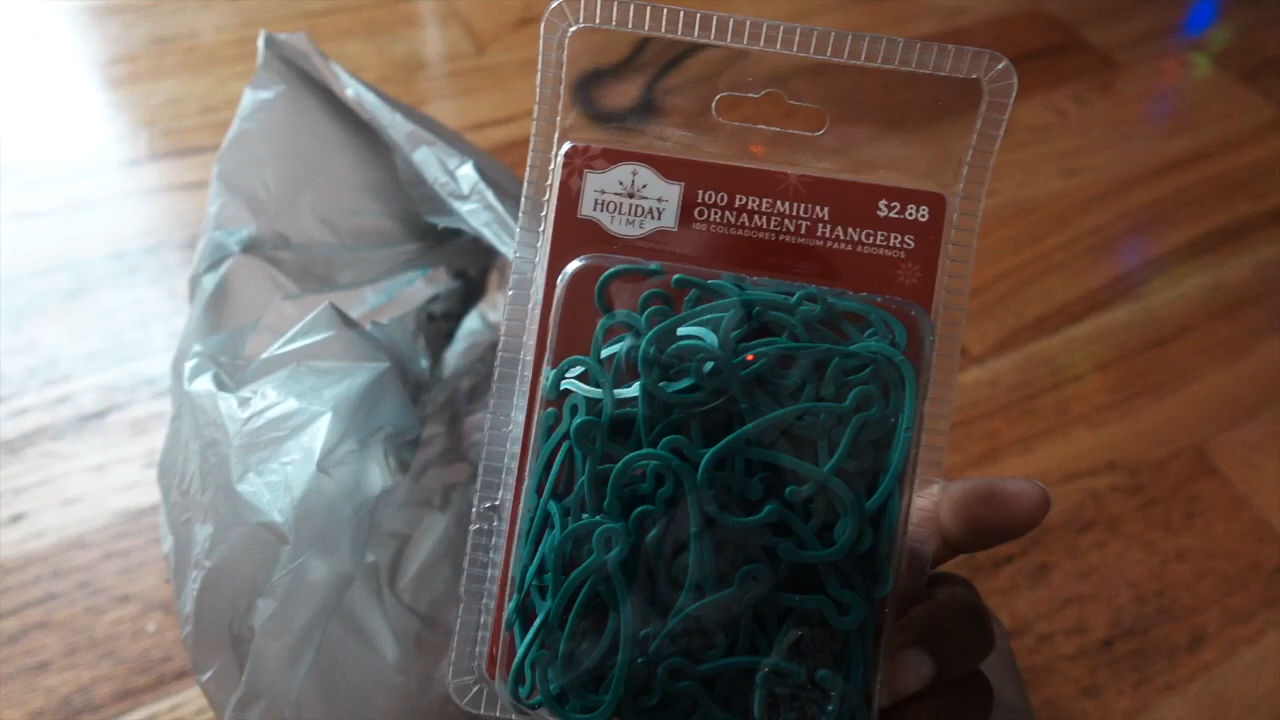 HOLIDAY
TIME
100 PREMIUM
ORNAMENT HANGERS
100 COLGADORES PREMIUM PARA ADORNOS
$2.88